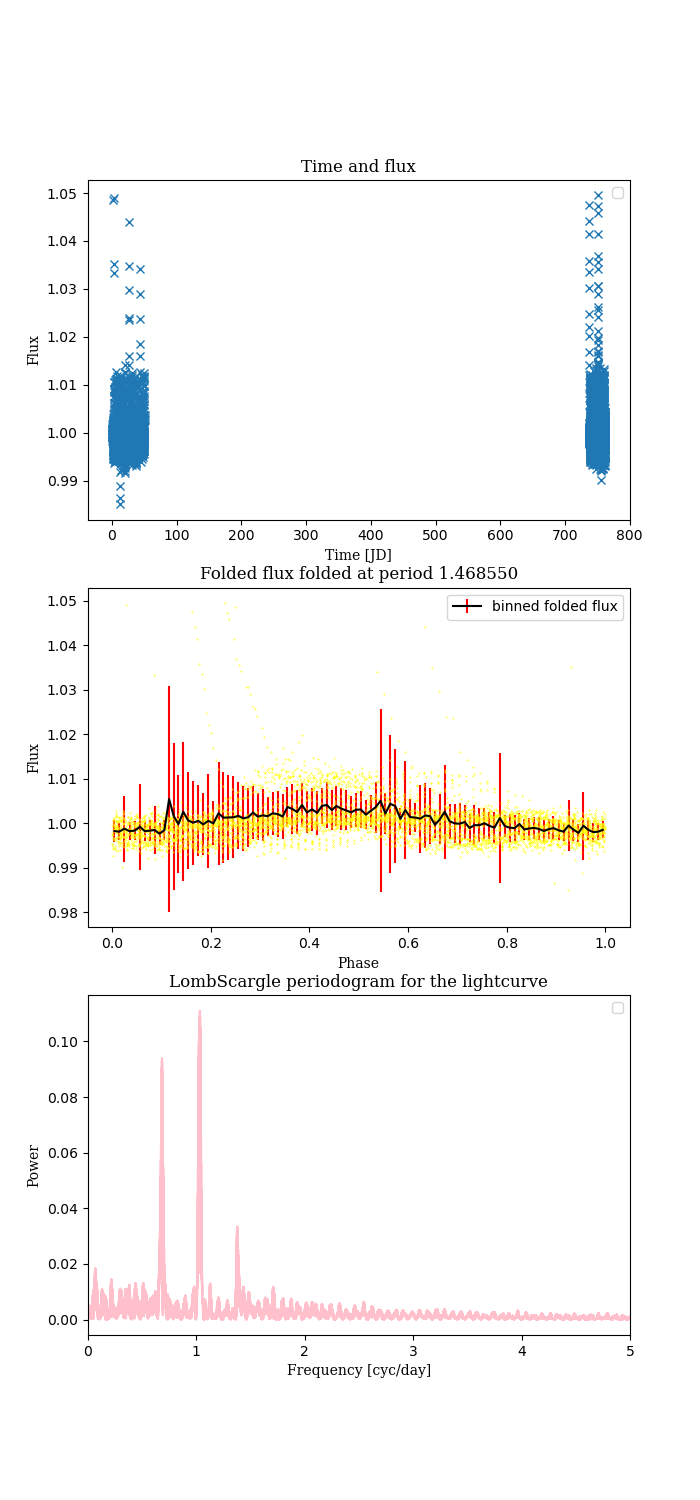 Time and flux
1.05
1.04
1.03
1.02
1.01
1.00
0.99
Flux
0 100 200 300 400 500 600 700 800
Time [JD]
Folded flux folded at period 1.468550
binned folded flux
1.05
1.04
1.03
1.02
1.01
1.00
0.99
0.98
Flux
0.0 0.2 0.4 0.6 0.8 1.0
Phase
LombScargle periodogram for the lightcurve
0.10
0.08
0.06
0.04
0.02
0.00
Power
0 1 2 3 4 5
Frequency [cyc/day]